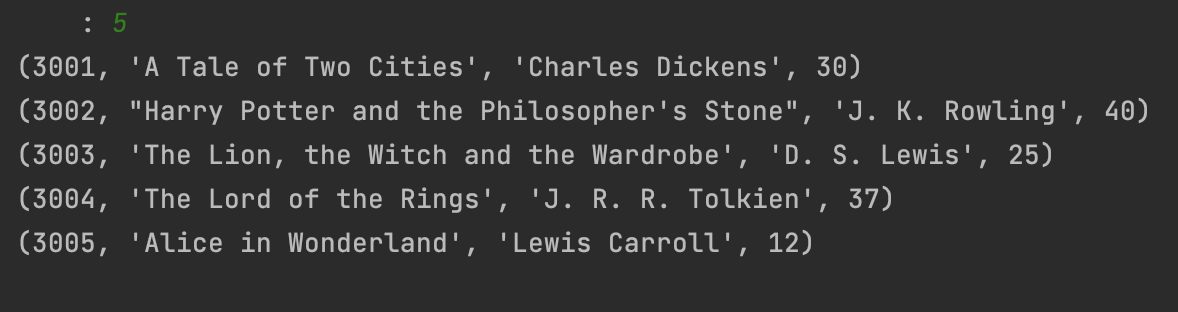 : 5
(3001, 'A Tale of Two Cities', 'Charles Dickens', 30)
(3002, "Harry Potter and the Philosopher's Stone", 'J. K. Rowling', 40)
(3003, 'The Lion, the Witch and the Wardrobe', 'D. S. Lewis', 25)
(3004, 'The Lord of the Rings', 'J. R. R. Tolkien', 37)
(3005, 'Alice in Wonderland', 'Lewis Carroll', 12)